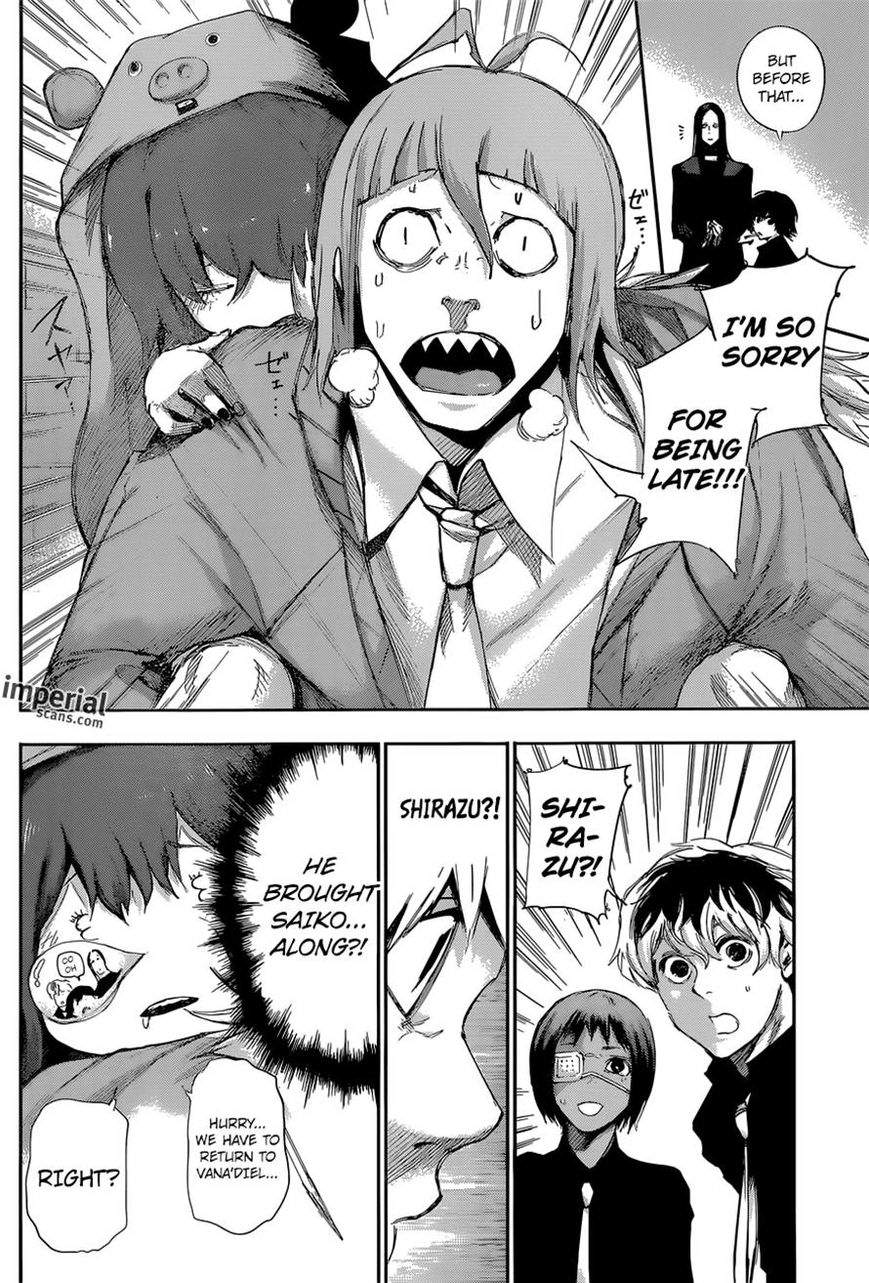 BUT
BEFORE
THAT...
ゼェ...
I'M SO
SORRY
FOR
BEING
LATE!!!
スヤァ
ゼェ...
imperial
scans.com
SHI-
RA-
ZU?!
SHIRAZU?!
HE
BROUGHT
SAIKO...
ALONG?!
HURRY...
WE HAVE TO
RETURN TO
VANA'DIEL...
RIGHT?